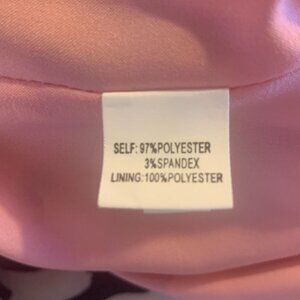 SELF: 97%POLYESTER
3%SPANDEX
LINING:100%POLYESTER